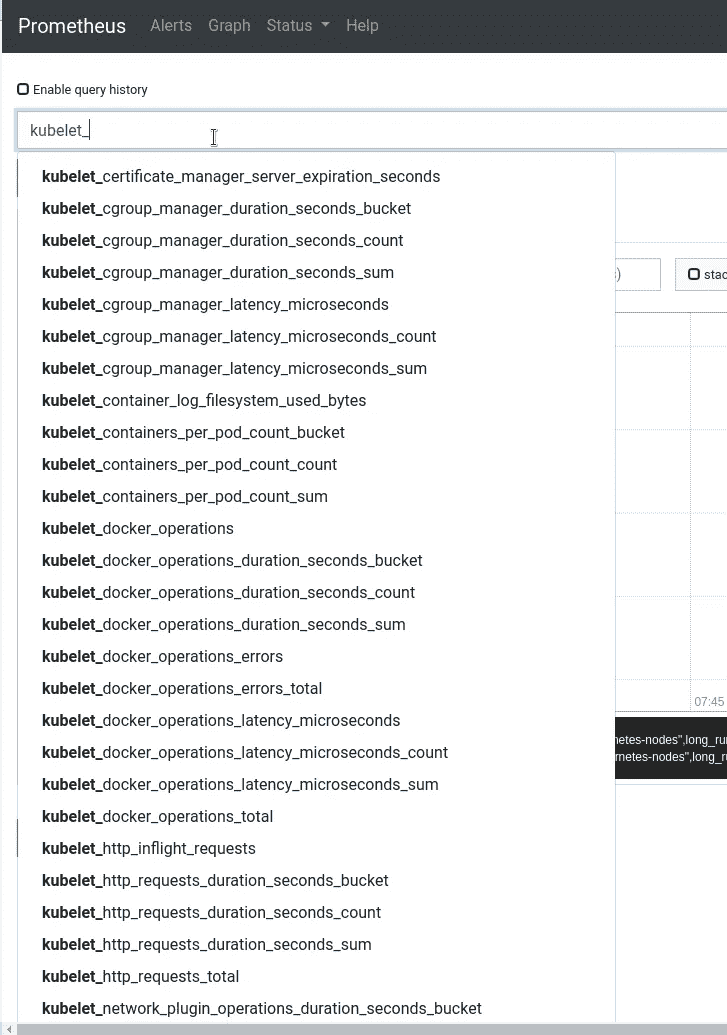 Prometheus Alerts Graph Status Help
Enable query history
kubelet_
kubelet_certificate_manager_server_expiration_seconds
kubelet_cgroup_manager_duration_seconds_bucket
kubelet_cgroup_manager_duration_seconds_count
kubelet_cgroup_manager_duration_seconds_sum
kubelet_cgroup_manager_latency_microseconds
kubelet_cgroup_manager_latency_microseconds_count
kubelet_cgroup_manager_latency_microseconds_sum
kubelet_container_log_filesystem_used_bytes
kubelet_containers_per_pod_count_bucket
kubelet_containers_per_pod_count_count
kubelet_containers_per_pod_count_sum
kubelet_docker_operations
kubelet_docker_operations_duration_seconds_bucket
kubelet_docker_operations_duration_seconds_count
kubelet_docker_operations_duration_seconds_sum
kubelet_docker_operations_errors
kubelet_docker_operations_errors_total
kubelet_docker_operations_latency_microseconds
kubelet_docker_operations_latency_microseconds_count
kubelet_docker_operations_latency_microseconds_sum
kubelet_docker_operations_total
kubelet_http_inflight_requests
kubelet_http_requests_duration_seconds_bucket
kubelet_http_requests_duration_seconds_count
kubelet_http_requests_duration_seconds_sum
kubelet_http_requests_total
kubelet_network_plugin_operations_duration_seconds_bucket
s)
stac
07:45
netes-nodes",long_ru
metes-nodes",long_r